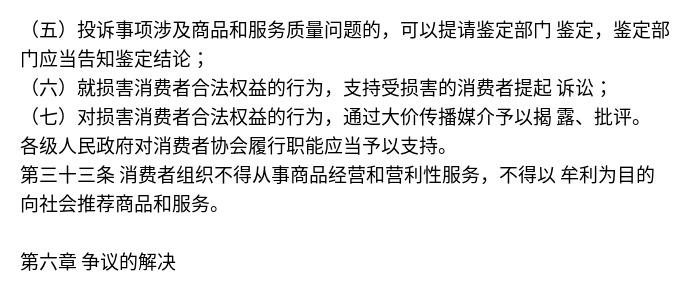 （五）投诉事项涉及商品和服务质量问题的，可以提请鉴定部门 鉴定，鉴定部
门应当告知鉴定结论；
（六）就损害消费者合法权益的行为，支持受损害的消费者提起 诉讼；
（七）对损害消费者合法权益的行为，通过大价传播媒介予以揭 露、批评。
各级人民政府对消费者协会履行职能应当予以支持。
第三十三条 消费者组织不得从事商品经营和营利性服务，不得以 牟利为目的
向社会推荐商品和服务。
第六章 争议的解决